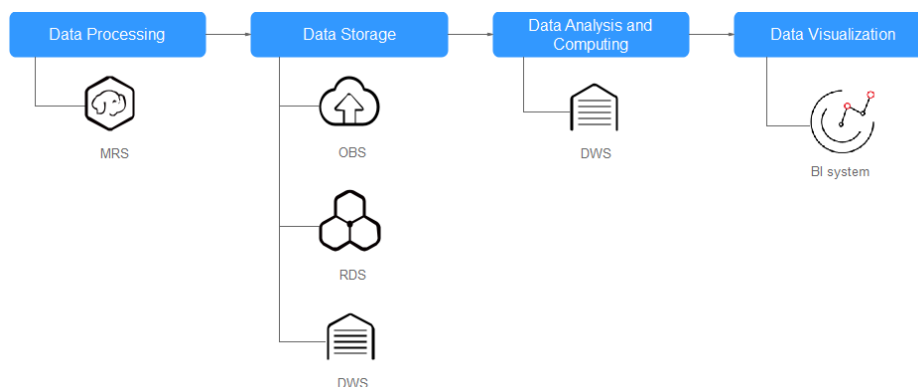 Data Processing
Data Storage
Data Analysis and
Computing
Data Visualization
MRS
OBS
RDS
DWS
DWS
BI system